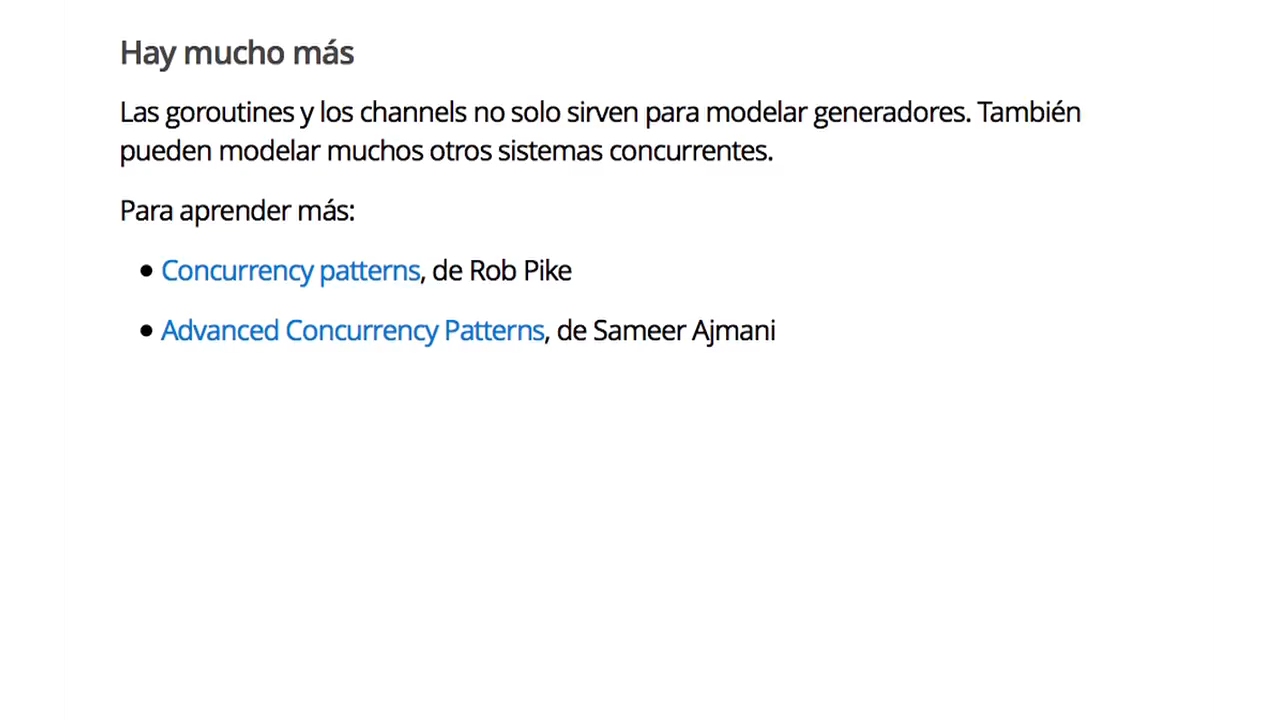 Hay mucho más
Las goroutines y los channels no solo sirven para modelar generadores. También
pueden modelar muchos otros sistemas concurrentes.
Para aprender más:
● Concurrency patterns, de Rob Pike
● Advanced Concurrency Patterns, de Sameer Ajmani